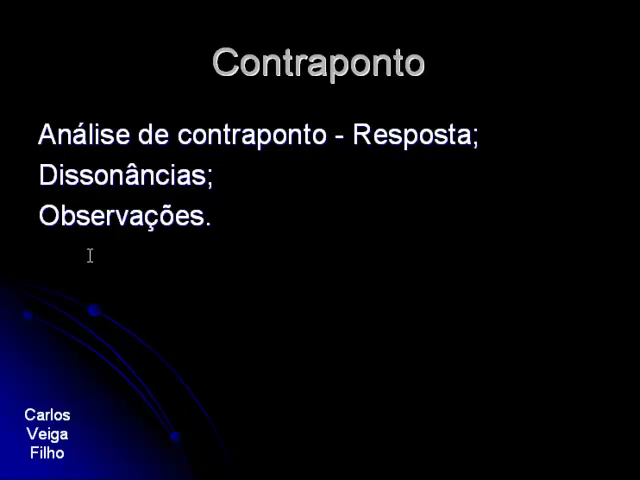 Contraponto
Análise de contraponto - Resposta;
Dissonâncias;
Observações.
Carlos
Veiga
Filho